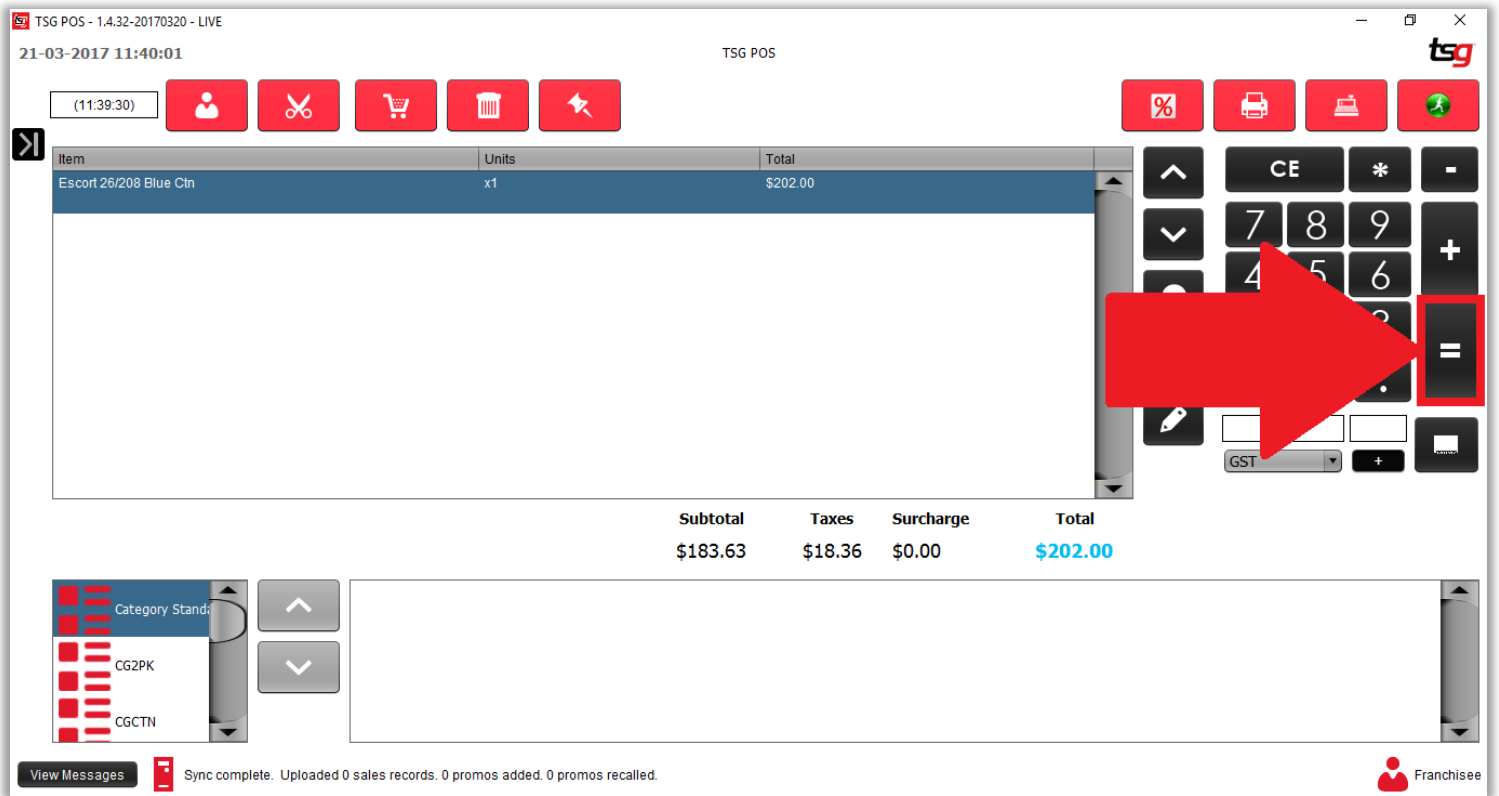 TSG POS - 1.4.32-20170320 - LIVE
21-03-2017 11:40:01
TSG POS
tsg
(11:39:30)
%
Item Units Total
Escort 26/208 Blue Ctn x1 $202.00
CE * -
7 8 9 +
4 5 6
=
.
GST +
Subtotal Taxes Surcharge Total
$183.63 $18.36 $0.00 $202.00
Category Standa
CG2PK
CGCTN
View Messages Sync complete. Uploaded 0 sales records. 0 promos added. 0 promos recalled. Franchisee